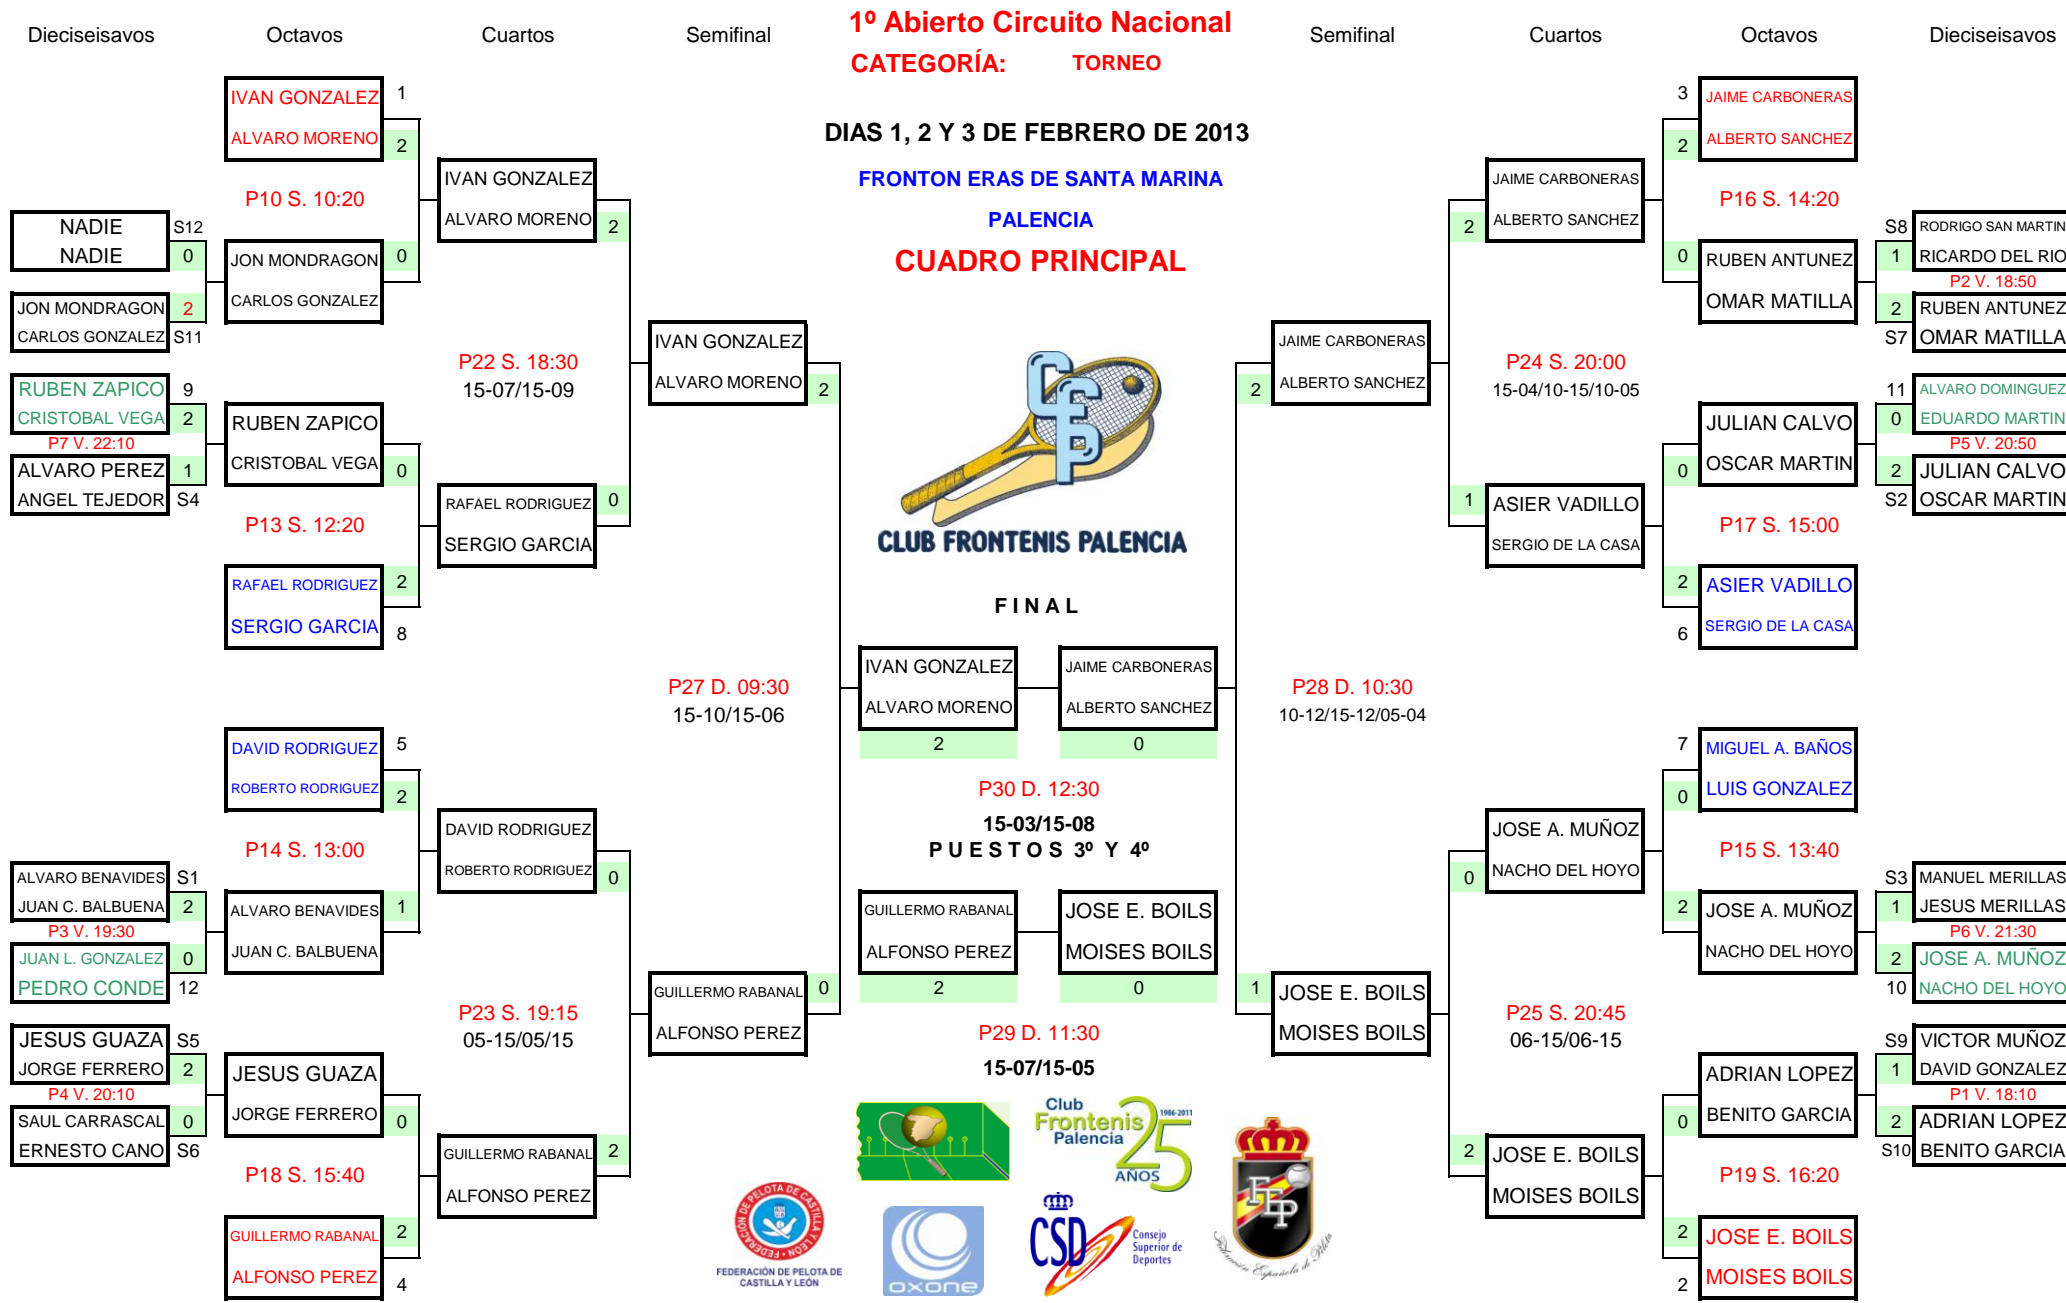 1º Abierto Circuito Nacional
Dieciseisavos Octavos Cuartos Semifinal Semifinal Cuartos Octavos Dieciseisavos
CATEGORÍA: TORNEO
DIAS 1, 2 Y 3 DE FEBRERO DE 2013
FRONTON ERAS DE SANTA MARINA
PALENCIA
CUADRO PRINCIPAL
NADIE S12
NADIE 0
JON MONDRAGON 2
CARLOS GONZALEZ S11
RUBEN ZAPICO 9
CRISTOBAL VEGA 2
P7 V. 22:10
ALVARO PEREZ 1
ANGEL TEJEDOR S4
ALVARO BENAVIDES S1
JUAN C. BALBUENA 2
P3 V. 19:30
JUAN L. GONZALEZ 0
PEDRO CONDE 12
JESUS GUAZA S5
JORGE FERRERO 2
P4 V. 20:10
SAUL CARRASCAL 0
ERNESTO CANO S6
IVAN GONZALEZ 1
ALVARO MORENO 2
P10 S. 10:20
JON MONDRAGON 0
CARLOS GONZALEZ
RUBEN ZAPICO
CRISTOBAL VEGA 0
P13 S. 12:20
RAFAEL RODRIGUEZ 2
SERGIO GARCIA 8
DAVID RODRIGUEZ 5
ROBERTO RODRIGUEZ 2
P14 S. 13:00
ALVARO BENAVIDES 1
JUAN C. BALBUENA
JESUS GUAZA
JORGE FERRERO 0
P18 S. 15:40
GUILLERMO RABANAL 2
ALFONSO PEREZ 4
IVAN GONZALEZ
ALVARO MORENO 2
P22 S. 18:30
15-07/15-09
RAFAEL RODRIGUEZ 0
SERGIO GARCIA
DAVID RODRIGUEZ
ROBERTO RODRIGUEZ 0
P23 S. 19:15
05-15/05/15
GUILLERMO RABANAL 2
ALFONSO PEREZ
IVAN GONZALEZ
ALVARO MORENO 2
P27 D. 09:30
15-10/15-06
GUILLERMO RABANAL 0
ALFONSO PEREZ
CFP
CLUB FRONTENIS PALENCIA
F I N A L
IVAN GONZALEZ JAIME CARBONERAS
ALVARO MORENO ALBERTO SANCHEZ
2 0
P30 D. 12:30
15-03/15-08
P U E S T O S 3º Y 4º
GUILLERMO RABANAL JOSE E. BOILS
ALFONSO PEREZ MOISES BOILS
2 0
P29 D. 11:30
15-07/15-05
JAIME CARBONERAS
2 ALBERTO SANCHEZ
P28 D. 10:30
10-12/15-12/05-04
1 JOSE E. BOILS
MOISES BOILS
JAIME CARBONERAS
2 ALBERTO SANCHEZ
P24 S. 20:00
15-04/10-15/10-05
1 ASIER VADILLO
SERGIO DE LA CASA
JOSE A. MUÑOZ
0 NACHO DEL HOYO
P25 S. 20:45
06-15/06-15
2 JOSE E. BOILS
MOISES BOILS
3 JAIME CARBONERAS
2 ALBERTO SANCHEZ
P16 S. 14:20
0 RUBEN ANTUNEZ
OMAR MATILLA
JULIAN CALVO
0 OSCAR MARTIN
P17 S. 15:00
2 ASIER VADILLO
6 SERGIO DE LA CASA
7 MIGUEL A. BAÑOS
0 LUIS GONZALEZ
P15 S. 13:40
2 JOSE A. MUÑOZ
NACHO DEL HOYO
ADRIAN LOPEZ
0 BENITO GARCIA
P19 S. 16:20
2 JOSE E. BOILS
2 MOISES BOILS
S8 RODRIGO SAN MARTIN
1 RICARDO DEL RIO
P2 V. 18:50
2 RUBEN ANTUNEZ
S7 OMAR MATILLA
11 ALVARO DOMINGUEZ
0 EDUARDO MARTIN
P5 V. 20:50
2 JULIAN CALVO
S2 OSCAR MARTIN
S3 MANUEL MERILLAS
1 JESUS MERILLAS
P6 V. 21:30
2 JOSE A. MUÑOZ
10 NACHO DEL HOYO
S9 VICTOR MUÑOZ
1 DAVID GONZALEZ
P1 V. 18:10
2 ADRIAN LOPEZ
S10 BENITO GARCIA
Club
Frontenis
Palencia
1986-2011
25
AÑOS
FEDERACIÓN DE PELOTA DE CASTILLA Y LEÓN
FEDERACIÓN DE PELOTA DE
CASTILLA Y LEÓN
oxone
CSD
Consejo
Superior de
Deportes
FEP
Federación Española de Pelota